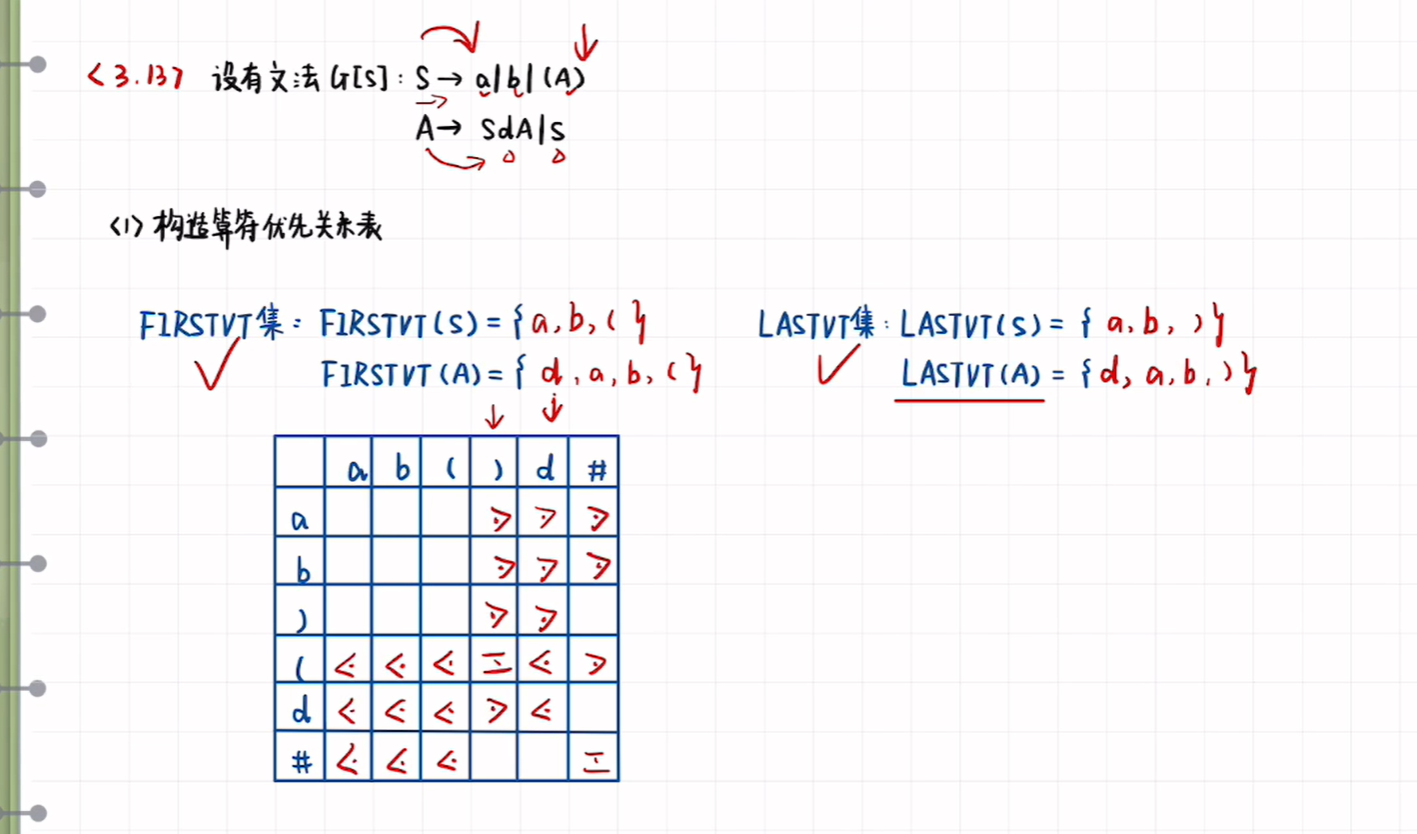 <3.13> 设有文法 G[S]: S→ a|b|(A)
A→ SdA|S
<1> 构造算符优先关系表
FIRSTVT集: FIRSTVT(S) = { a, b, ( }
FIRSTVT(A) = { d, a, b, ( }
LASTVT集: LASTVT(S) = { a, b, ) }
LASTVT(A) = { d, a, b, ) }
a b ( ) d #
a ⋗ ⋗ ⋗
b ⋗ ⋗ ⋗
) ⋗ ⋗
( ⋖ ⋖ ⋖ ≐ ⋖ ⋗
d ⋖ ⋖ ⋖ ⋗ ⋖
# ⋖ ⋖ ⋖ ≐